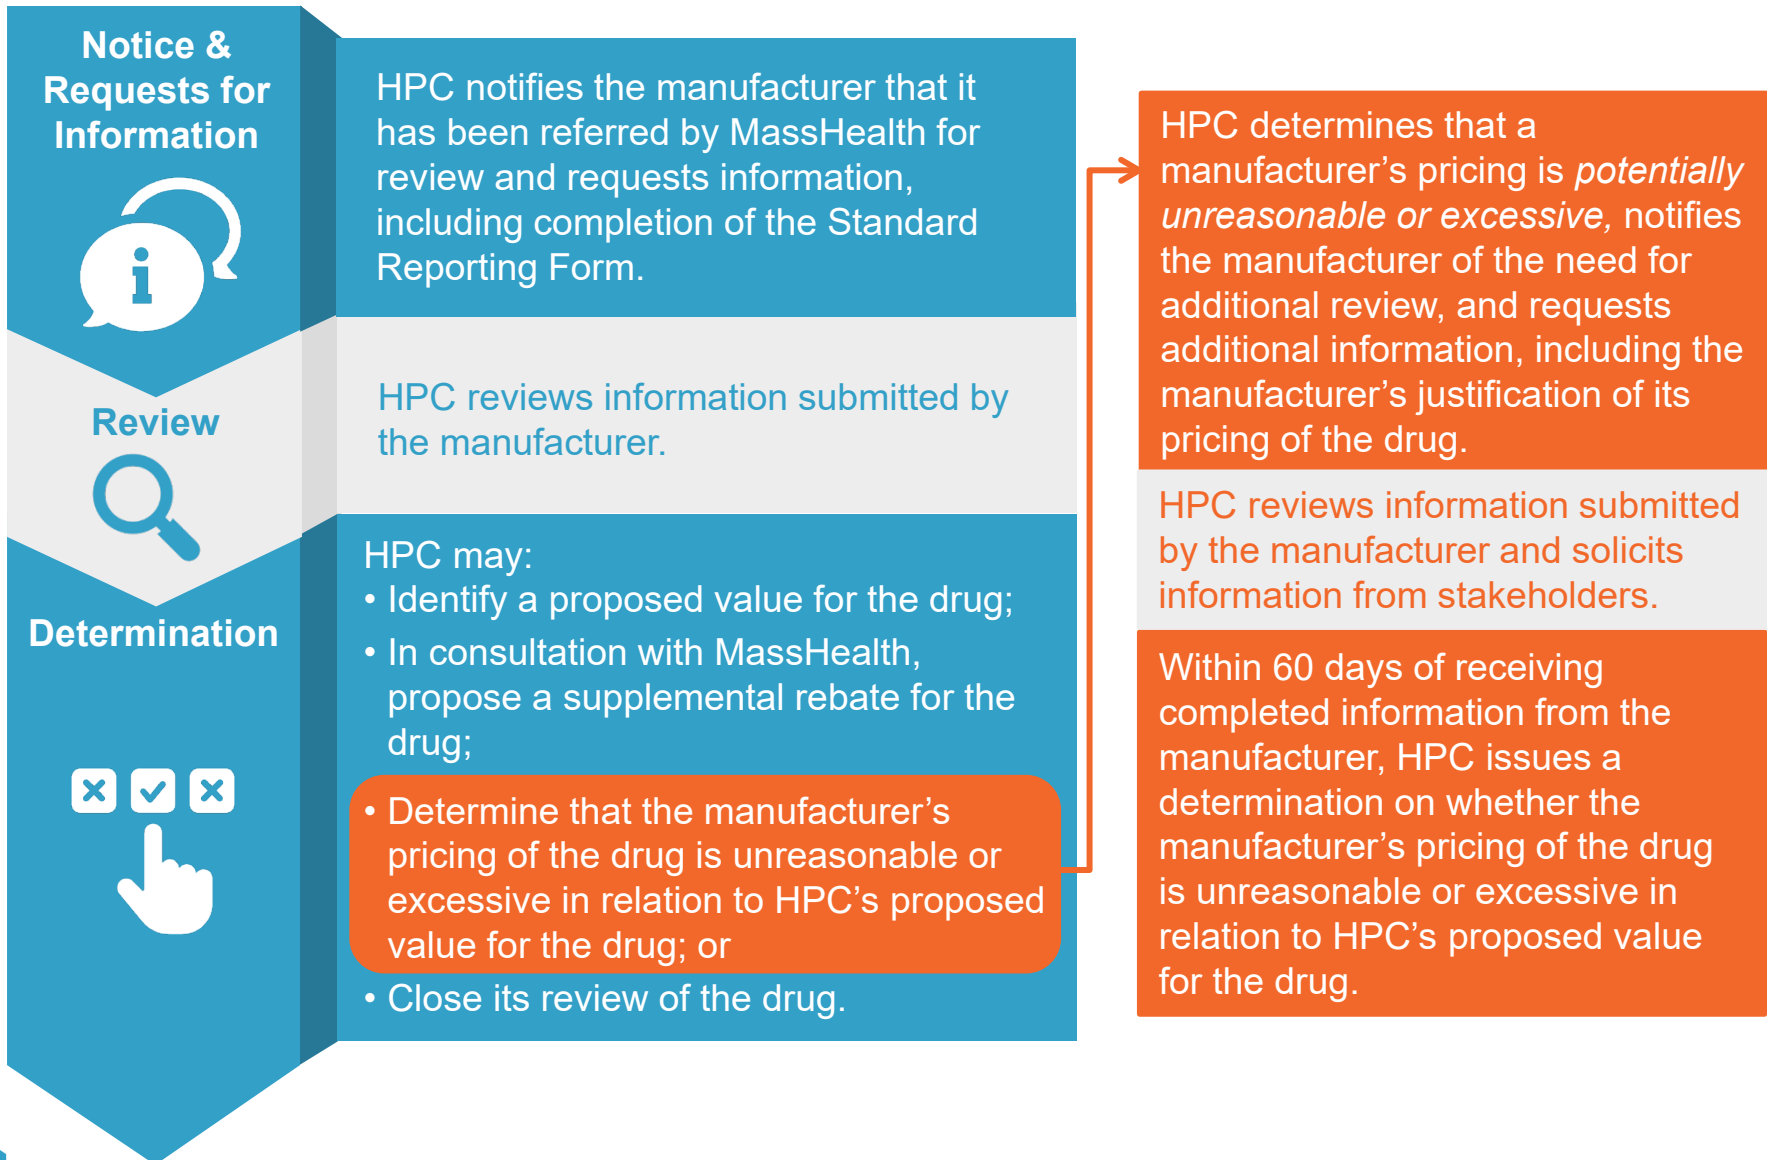 Notice &
Requests for
Information
HPC notifies the manufacturer that it
has been referred by MassHealth for
review and requests information,
including completion of the Standard
Reporting Form.
Review
HPC reviews information submitted by
the manufacturer.
Determination
HPC may:
• Identify a proposed value for the drug;
• In consultation with MassHealth,
propose a supplemental rebate for the
drug;
• Determine that the manufacturer’s
pricing of the drug is unreasonable or
excessive in relation to HPC’s proposed
value for the drug; or
• Close its review of the drug.
HPC determines that a
manufacturer’s pricing is potentially
unreasonable or excessive, notifies
the manufacturer of the need for
additional review, and requests
additional information, including the
manufacturer’s justification of its
pricing of the drug.
HPC reviews information submitted
by the manufacturer and solicits
information from stakeholders.
Within 60 days of receiving
completed information from the
manufacturer, HPC issues a
determination on whether the
manufacturer’s pricing of the drug
is unreasonable or excessive in
relation to HPC’s proposed value
for the drug.